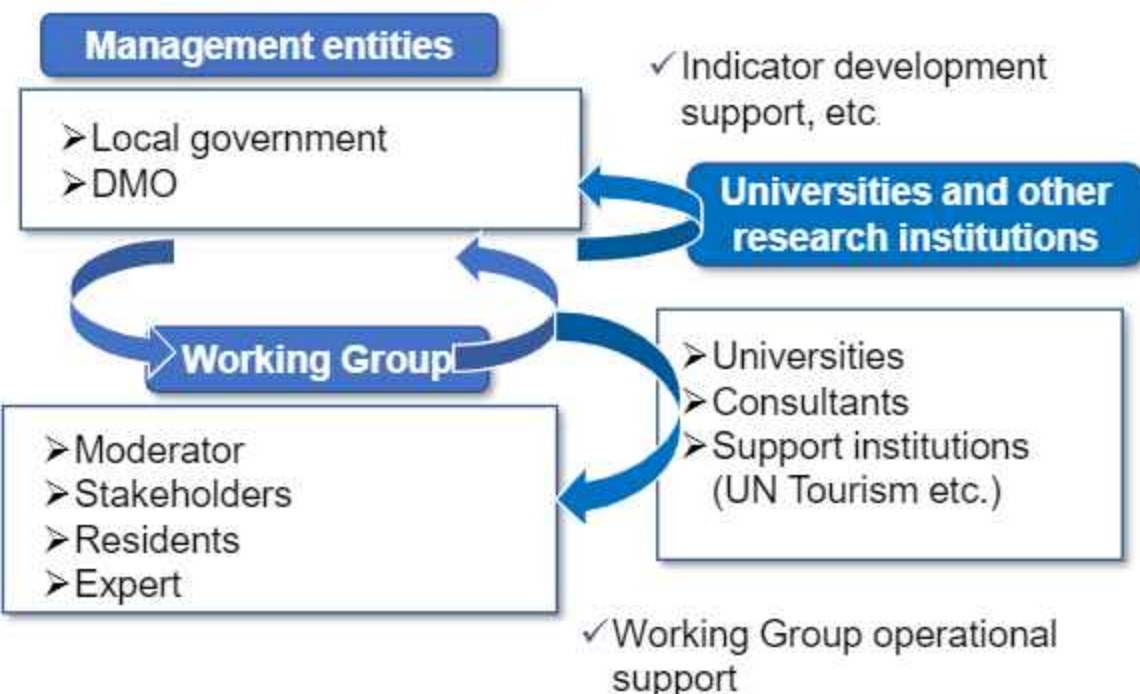 Management entities
➢Local government
➢DMO
✓Indicator development
support, etc.
Universities and other
research institutions
Working Group
➢Moderator
➢Stakeholders
➢Residents
➢Expert
➢Universities
➢Consultants
➢Support institutions
(UN Tourism etc.)
✓Working Group operational
support